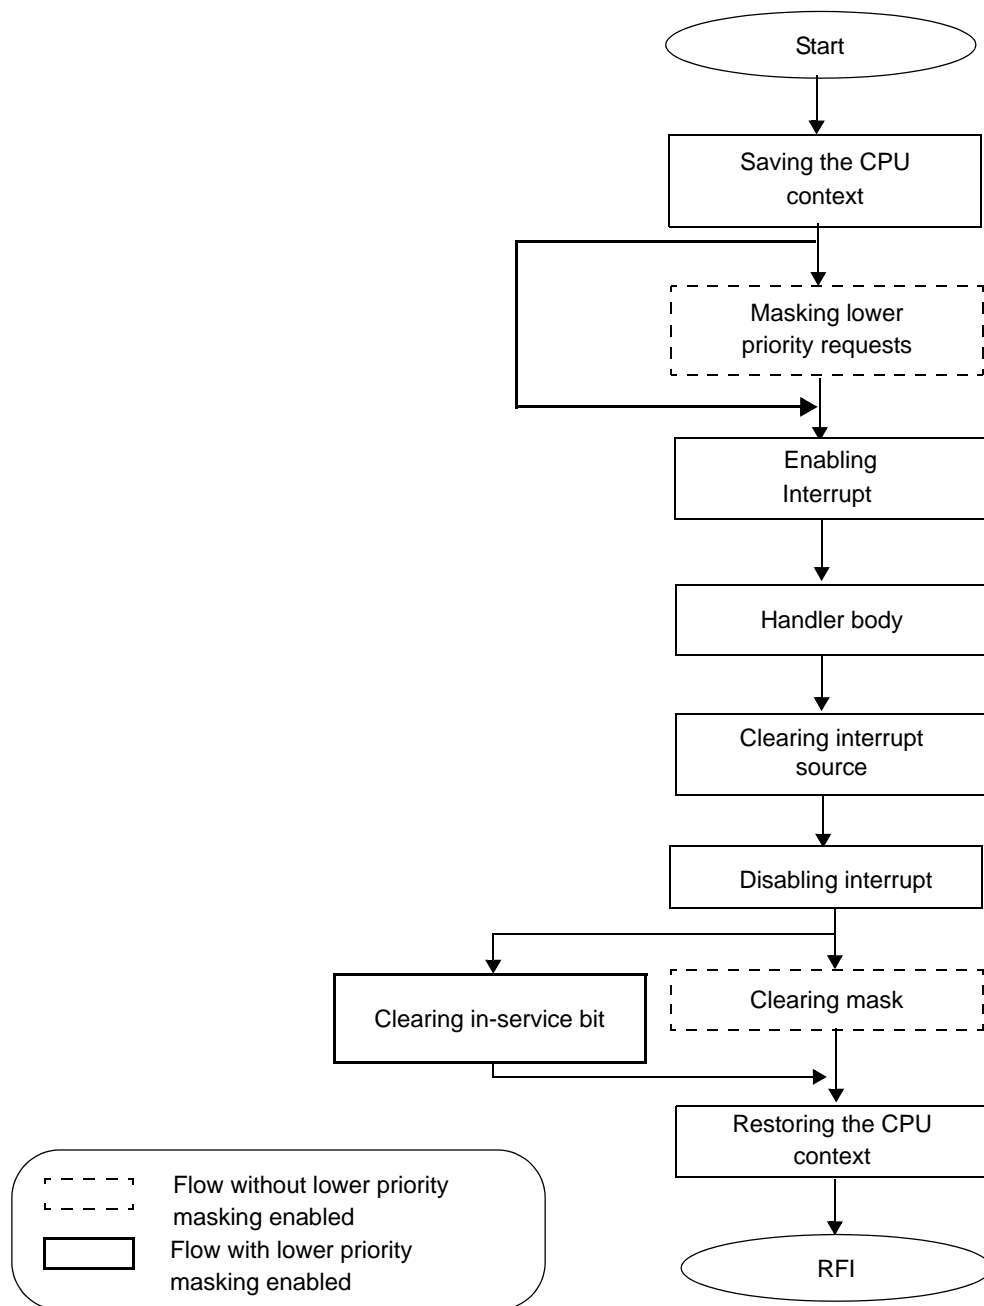 Start
Saving the CPU
context
Masking lower
priority requests
Enabling
Interrupt
Handler body
Clearing interrupt
source
Disabling interrupt
Clearing in-service bit
Clearing mask
Restoring the CPU
context
RFI
Flow without lower priority
masking enabled
Flow with lower priority
masking enabled